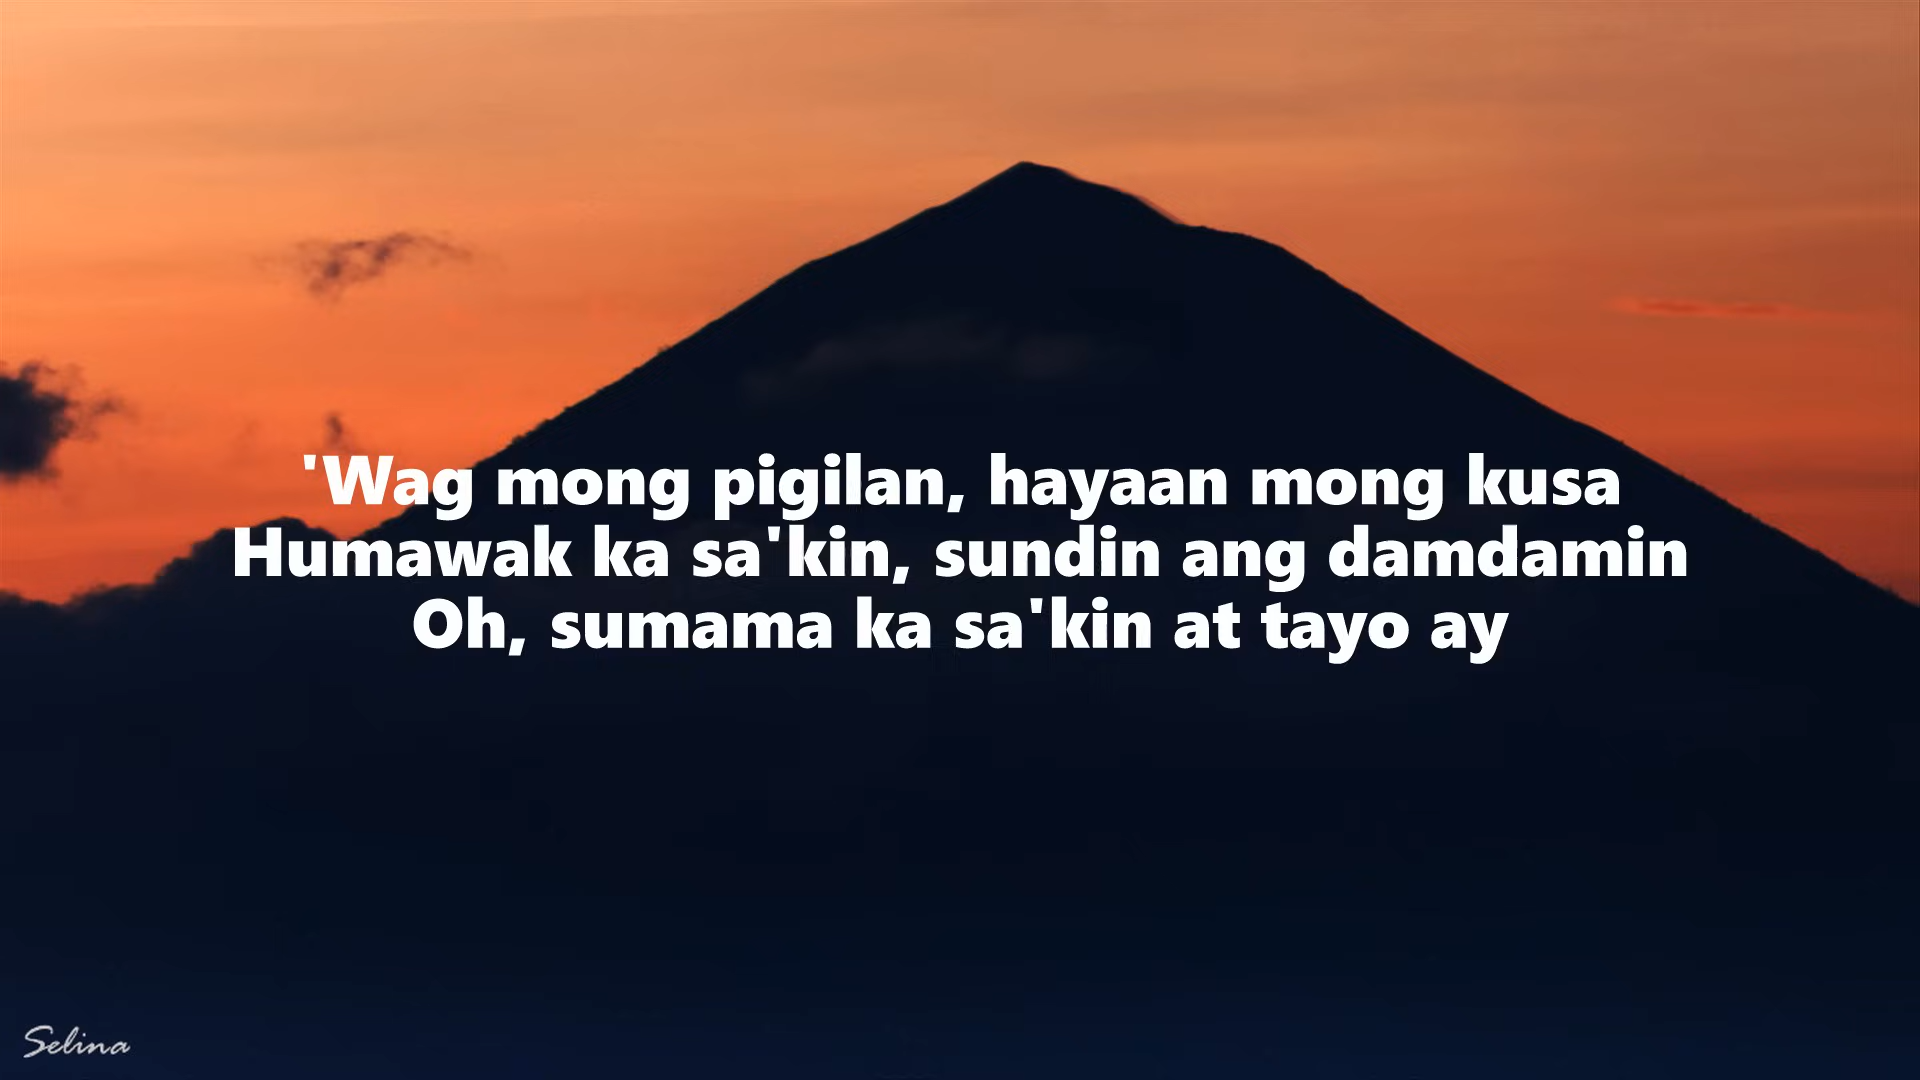 'Wag mong pigilan, hayaan mong kusa
Humawak ka sa'kin, sundin ang damdamin
Oh, sumama ka sa'kin at tayo ay
Selina